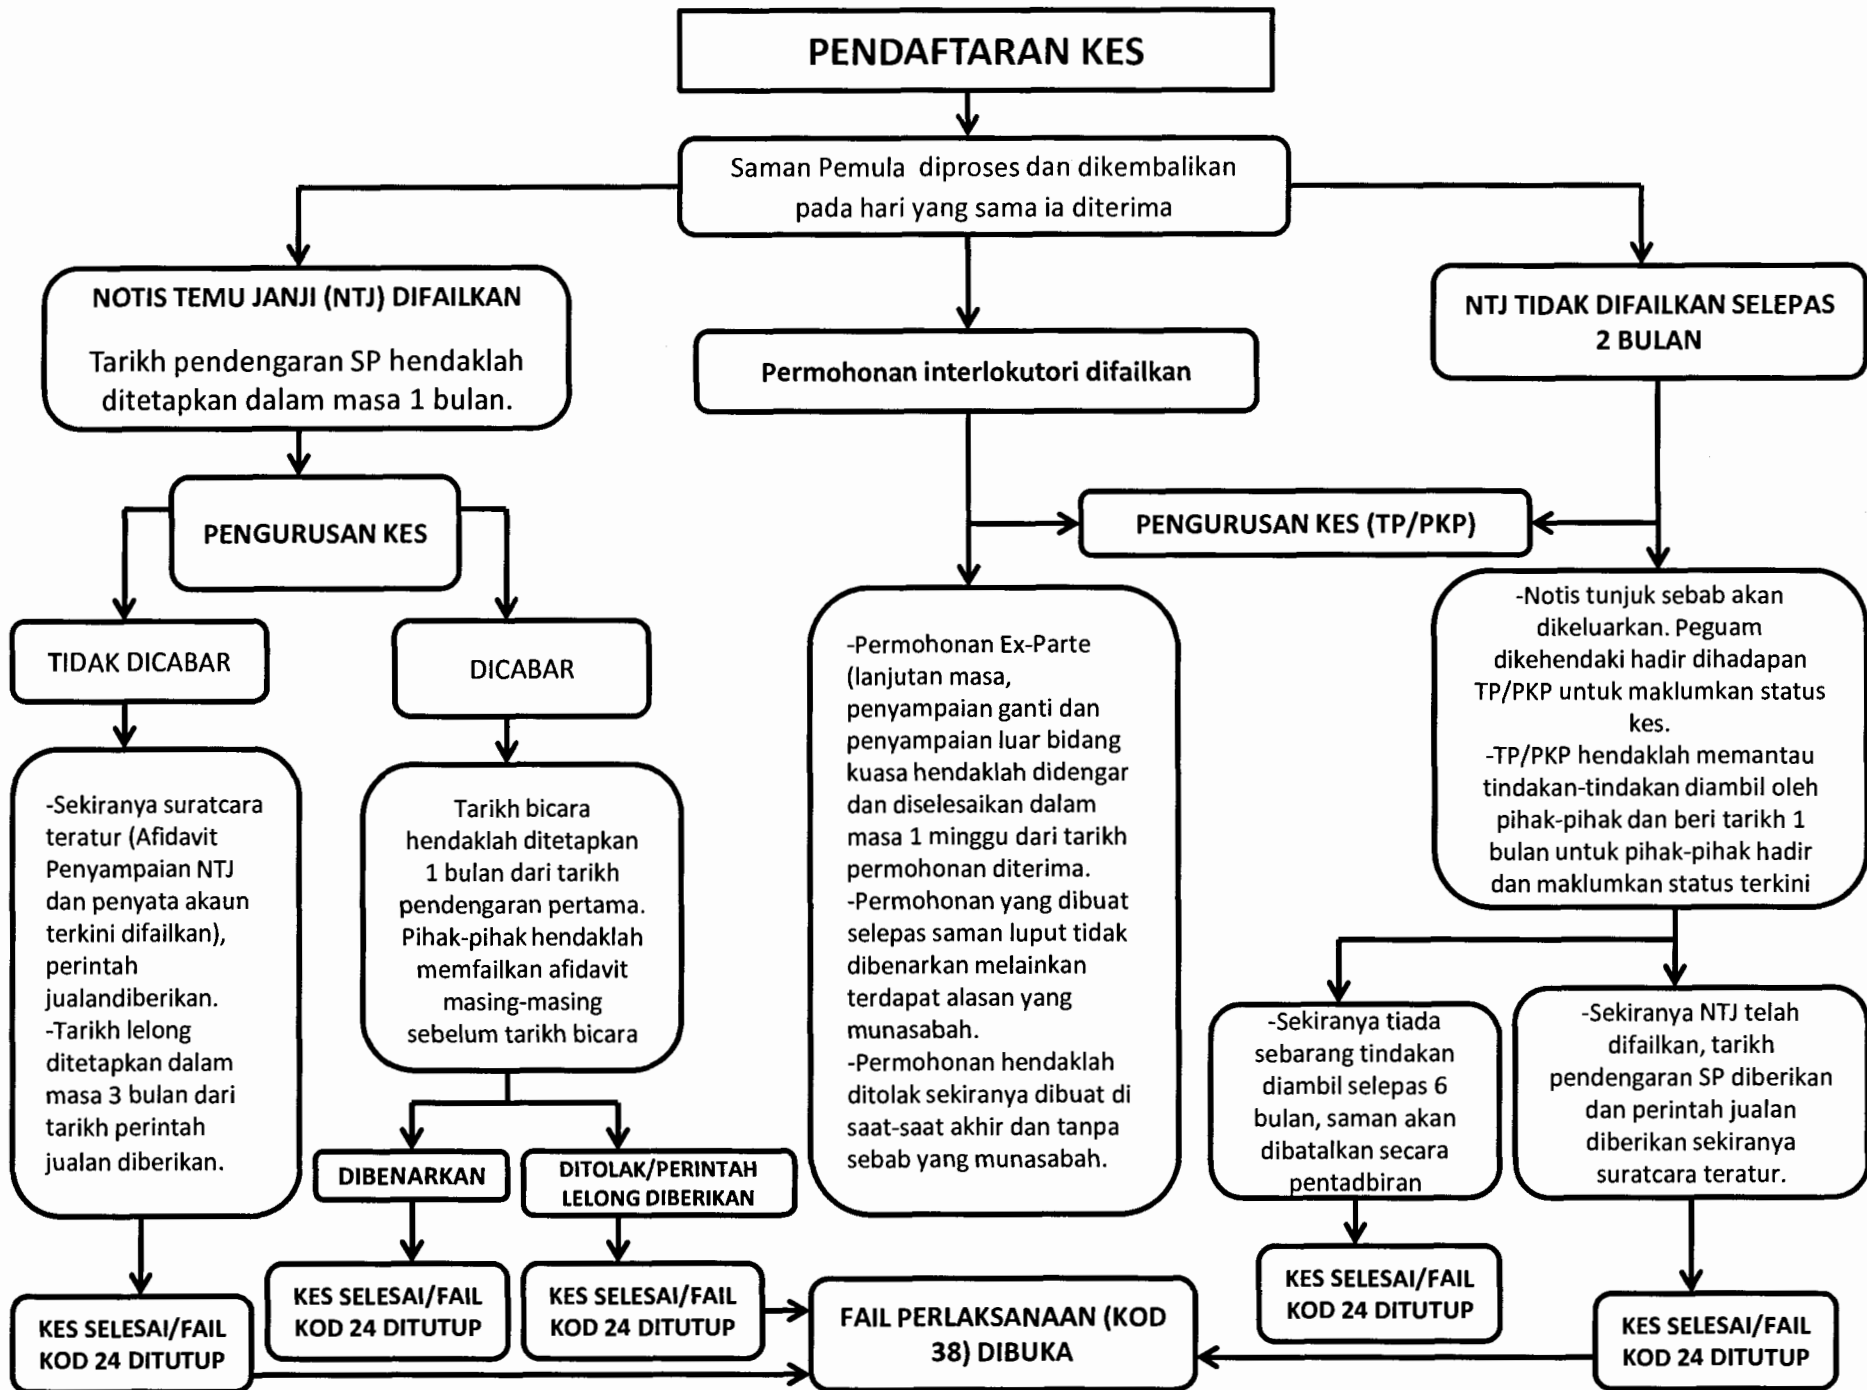 PENDAFTARAN KES
Saman Pemula diproses dan dikembalikan
pada hari yang sama ia diterima
NOTIS TEMU JANJI (NTJ) DIFAILKAN
Tarikh pendengaran SP hendaklah
ditetapkan dalam masa 1 bulan.
Permohonan interlokutori difailkan
NTJ TIDAK DIFAILKAN SELEPAS
2 BULAN
PENGURUSAN KES
PENGURUSAN KES (TP/PKP)
TIDAK DICABAR
DICABAR
-Sekiranya suratcara
teratur (Afidavit
Penyampaian NTJ
dan penyata akaun
terkini difailkan),
perintah
jualandiberikan.
-Tarikh lelong
ditetapkan dalam
masa 3 bulan dari
tarikh perintah
jualan diberikan.
Tarikh bicara
hendaklah ditetapkan
1 bulan dari tarikh
pendengaran pertama.
Pihak-pihak hendaklah
memfailkan afidavit
masing-masing
sebelum tarikh bicara
-Permohonan Ex-Parte
(lanjutan masa,
penyampaian ganti dan
penyampaian luar bidang
kuasa hendaklah didengar
dan diselesaikan dalam
masa 1 minggu dari tarikh
permohonan diterima.
-Permohonan yang dibuat
selepas saman luput tidak
dibenarkan melainkan
terdapat alasan yang
munasabah.
-Permohonan hendaklah
ditolak sekiranya dibuat di
saat-saat akhir dan tanpa
sebab yang munasabah.
-Notis tunjuk sebab akan
dikeluarkan. Peguam
dikehendaki hadir dihadapan
TP/PKP untuk maklumkan status
kes.
-TP/PKP hendaklah memantau
tindakan-tindakan diambil oleh
pihak-pihak dan beri tarikh 1
bulan untuk pihak-pihak hadir
dan maklumkan status terkini
-Sekiranya tiada
sebarang tindakan
diambil selepas 6
bulan, saman akan
dibatalkan secara
pentadbiran
-Sekiranya NTJ telah
difailkan, tarikh
pendengaran SP diberikan
dan perintah jualan
diberikan sekiranya
suratcara teratur.
DIBENARKAN
DITOLAK/PERINTAH
LELONG DIBERIKAN
KES SELESAI/FAIL
KOD 24 DITUTUP
KES SELESAI/FAIL
KOD 24 DITUTUP
KES SELESAI/FAIL
KOD 24 DITUTUP
FAIL PERLAKSANAAN (KOD
38) DIBUKA
KES SELESAI/FAIL
KOD 24 DITUTUP
KES SELESAI/FAIL
KOD 24 DITUTUP